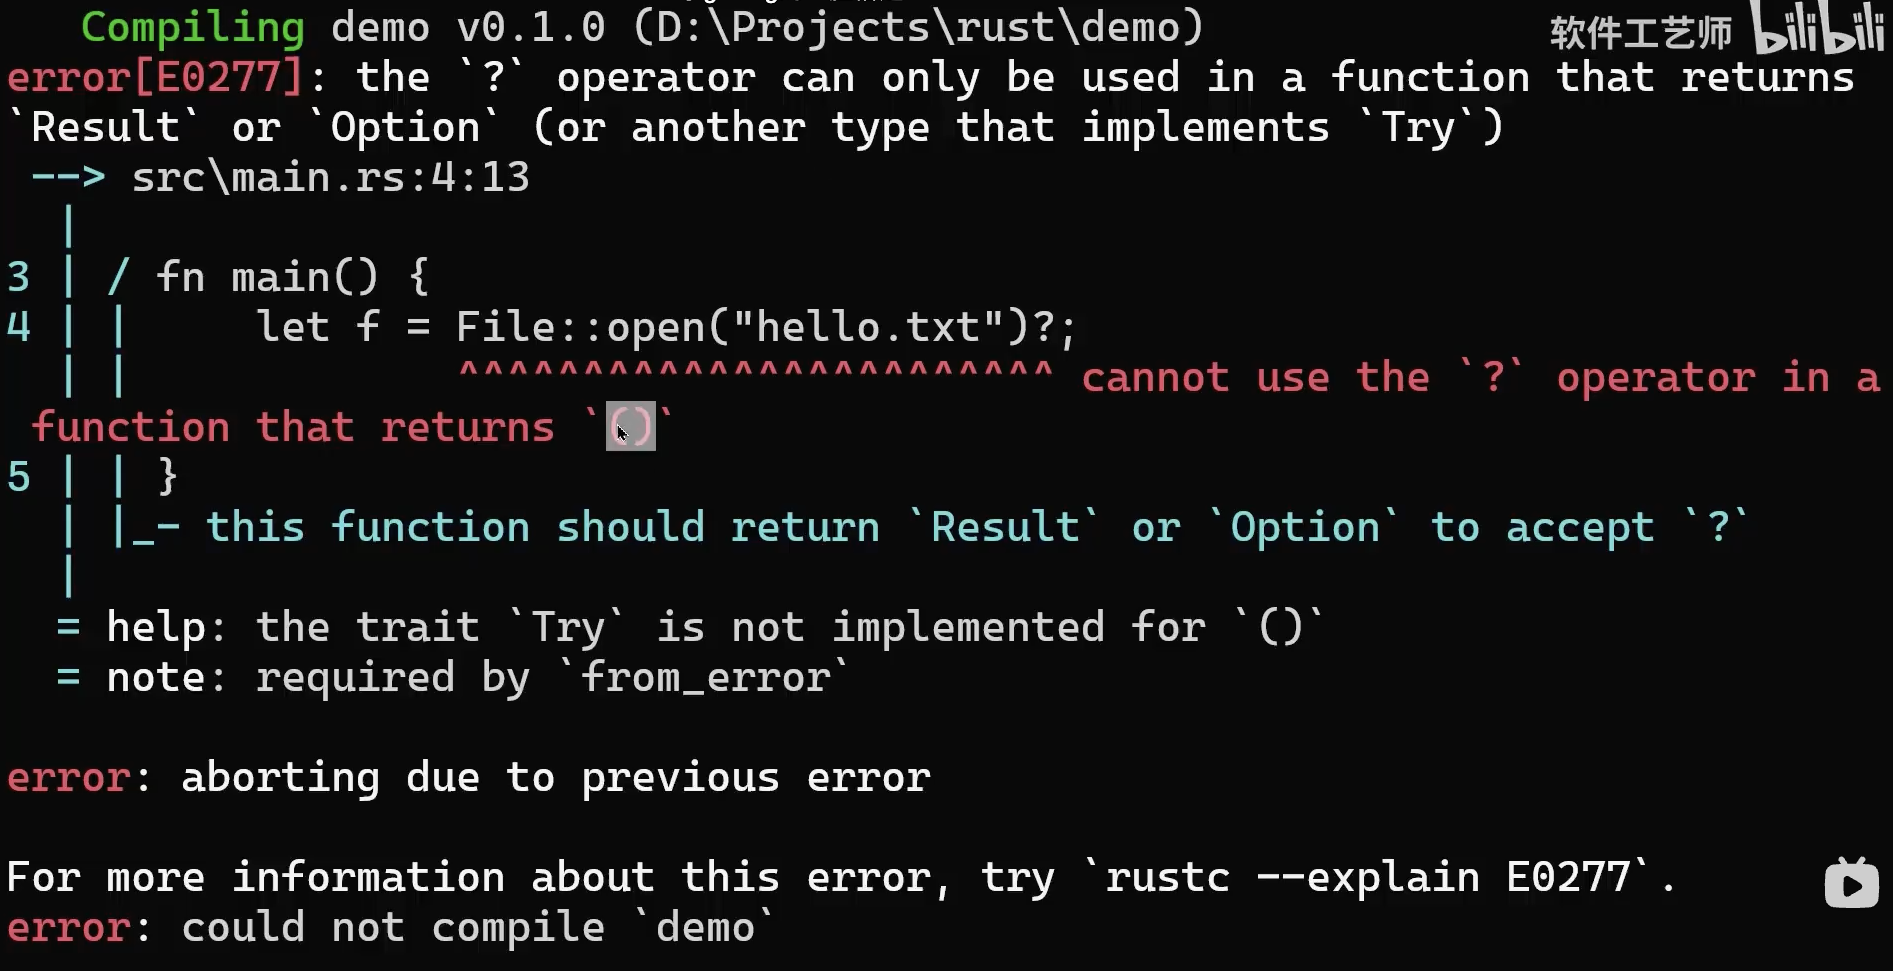 Compiling demo v0.1.0 (D:\Projects\rust\demo)
软件工艺师 bilibili
error[E0277]: the `?` operator can only be used in a function that returns
`Result` or `Option` (or another type that implements `Try`)
 --> src\main.rs:4:13
  |
3 | / fn main() {
4 | |     let f = File::open("hello.txt")?;
  | |             ^^^^^^^^^^^^^^^^^^^^^^^^ cannot use the `?` operator in a
 function that returns `()`
5 | | }
  | |_- this function should return `Result` or `Option` to accept `?`
  |
  = help: the trait `Try` is not implemented for `()`
  = note: required by `from_error`
error: aborting due to previous error
For more information about this error, try `rustc --explain E0277`.
error: could not compile `demo`